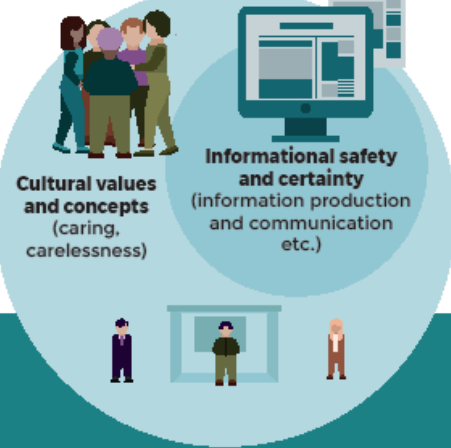 Informational safety
and certainty
(information production
and communication
etc.)
Cultural values
and concepts
(caring,
carelessness)